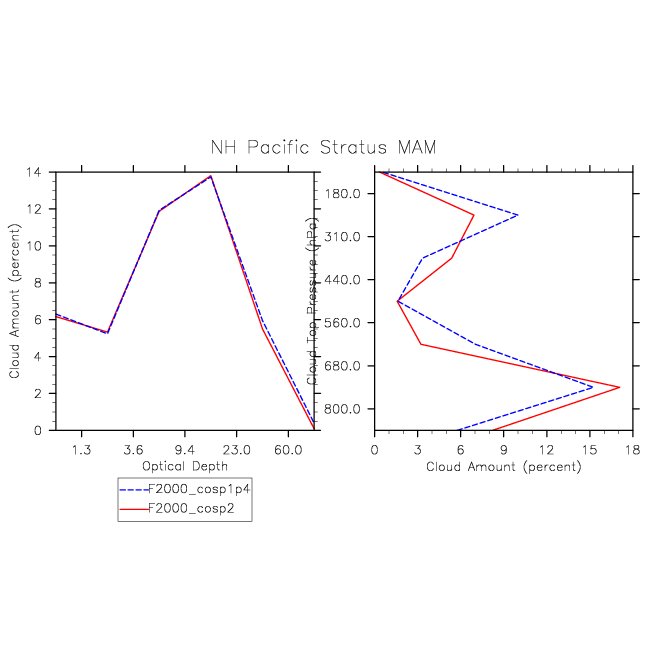 NH Pacific Stratus MAM
Cloud Amount (percent)
14
12
10
8
6
4
2
0
1.3 3.6 9.4 23.0 60.0
Optical Depth
Cloud Top Pressure (hPa)
180.0
310.0
440.0
560.0
680.0
800.0
0 3 6 9 12 15 18
Cloud Amount (percent)
F2000_cosp1p4
F2000_cosp2